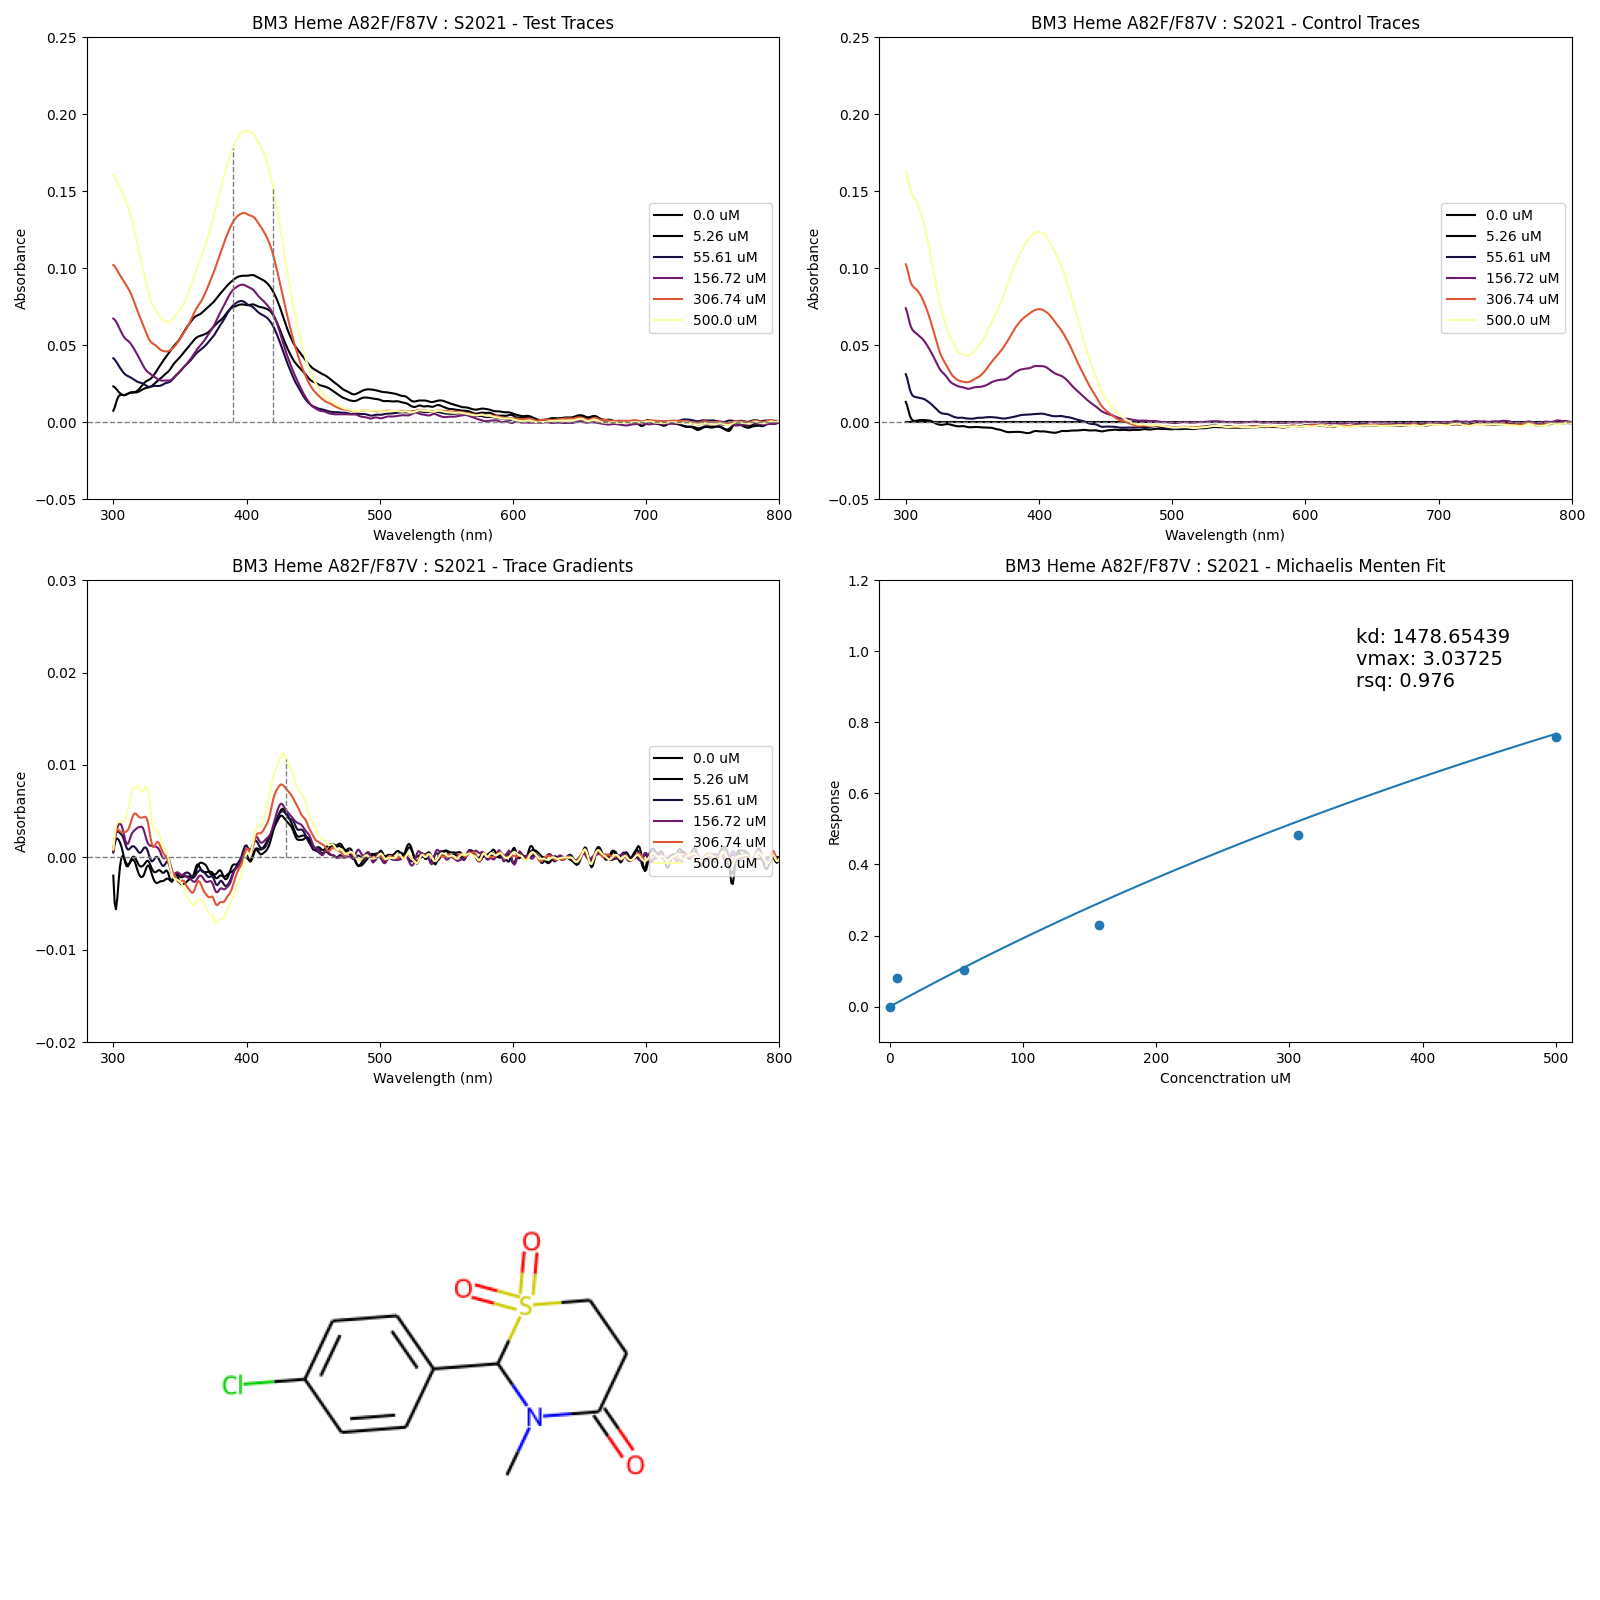 BM3 Heme A82F/F87V : S2021 - Test Traces
0.25
0.20
0.15
0.10
0.05
0.00
−0.05
Absorbance
300 400 500 600 700 800
Wavelength (nm)
0.0 uM
5.26 uM
55.61 uM
156.72 uM
306.74 uM
500.0 uM
BM3 Heme A82F/F87V : S2021 - Control Traces
0.25
0.20
0.15
0.10
0.05
0.00
−0.05
Absorbance
300 400 500 600 700 800
Wavelength (nm)
0.0 uM
5.26 uM
55.61 uM
156.72 uM
306.74 uM
500.0 uM
BM3 Heme A82F/F87V : S2021 - Trace Gradients
0.03
0.02
0.01
0.00
−0.01
−0.02
Absorbance
300 400 500 600 700 800
Wavelength (nm)
0.0 uM
5.26 uM
55.61 uM
156.72 uM
306.74 uM
500.0 uM
BM3 Heme A82F/F87V : S2021 - Michaelis Menten Fit
1.2
1.0
0.8
0.6
0.4
0.2
0.0
Response
kd: 1478.65439
vmax: 3.03725
rsq: 0.976
0 100 200 300 400 500
Concenctration uM
O
O
S
Cl
N
O